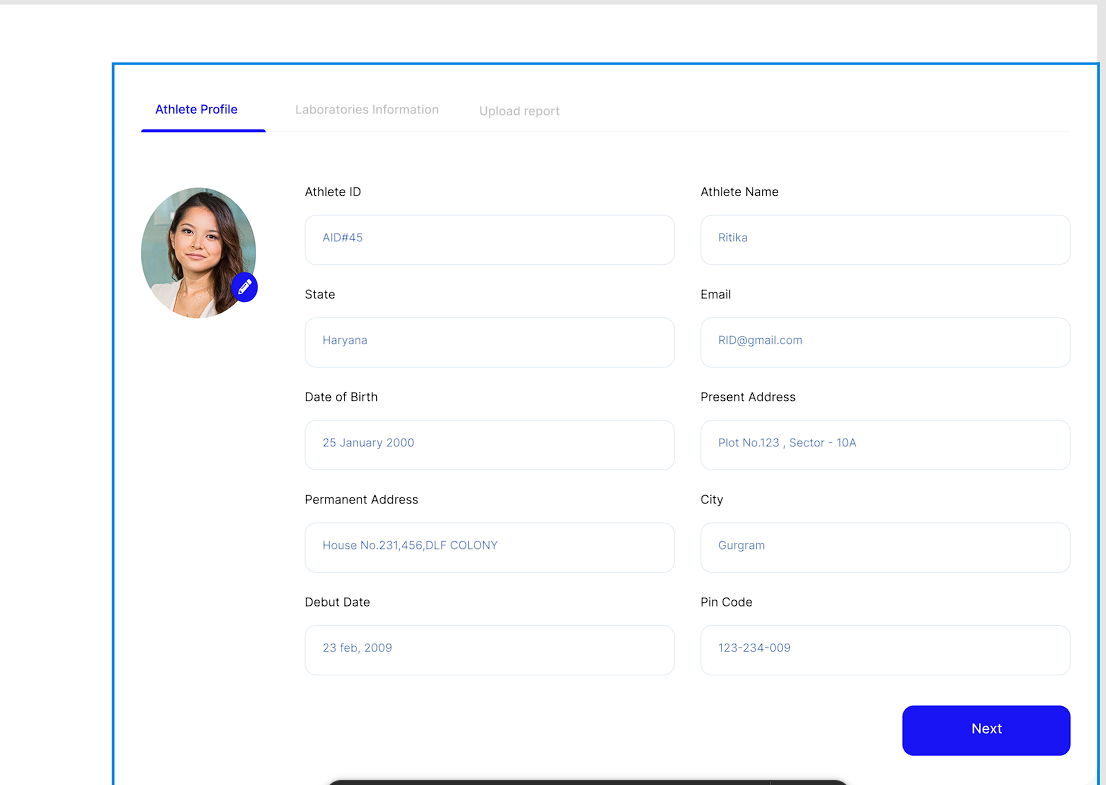 Athlete Profile
Laboratories Information
Upload report
Athlete ID
Athlete Name
AID#45
Ritika
State
Email
Haryana
RID@gmail.com
Date of Birth
Present Address
25 January 2000
Plot No.123 , Sector - 10A
Permanent Address
City
House No.231,456,DLF COLONY
Gurgram
Debut Date
Pin Code
23 feb, 2009
123-234-009
Next